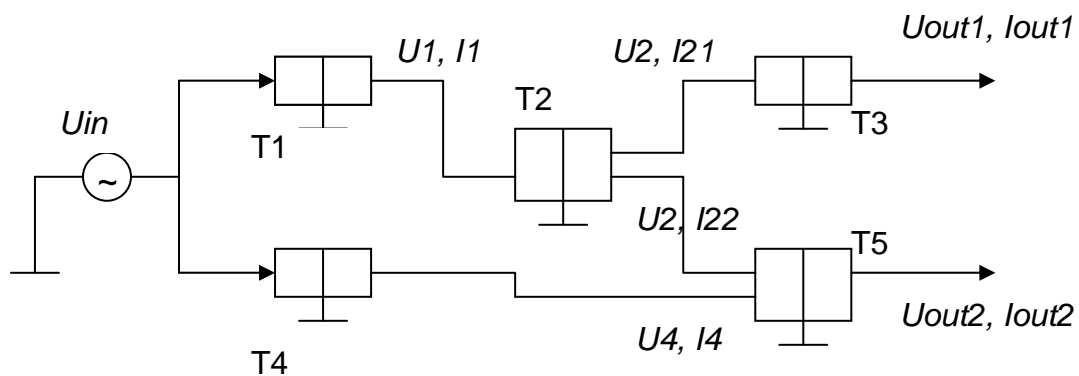 Uout1, Iout1
U1, I1
U2, I21
T2
T3
Uin
T1
~
U2, I22
T5
Uout2, Iout2
U4, I4
T4